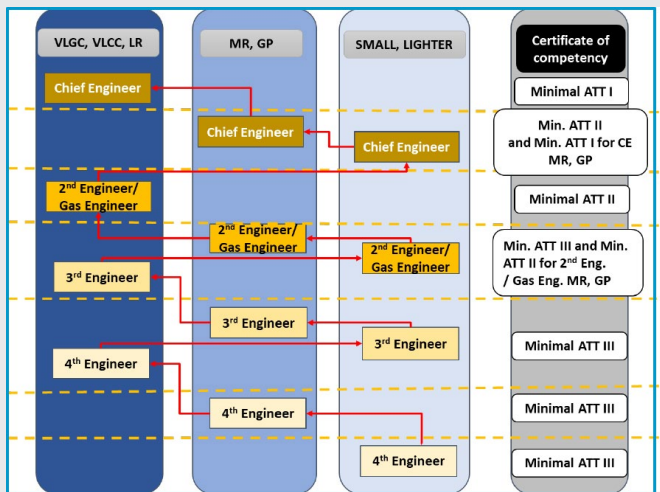 VLGC, VLCC, LR
MR, GP
SMALL, LIGHTER
Certificate of
competency
Chief Engineer
Minimal ATT I
Chief Engineer
Chief Engineer
Min. ATT II
and Min. ATT I for CE
MR, GP
2nd Engineer/
Gas Engineer
Minimal ATT II
2nd Engineer/
Gas Engineer
2nd Engineer/
Gas Engineer
Min. ATT III and Min.
ATT II for 2nd Eng.
/ Gas Eng. MR, GP
3rd Engineer
3rd Engineer
3rd Engineer
Minimal ATT III
4th Engineer
4th Engineer
Minimal ATT III
4th Engineer
Minimal ATT III